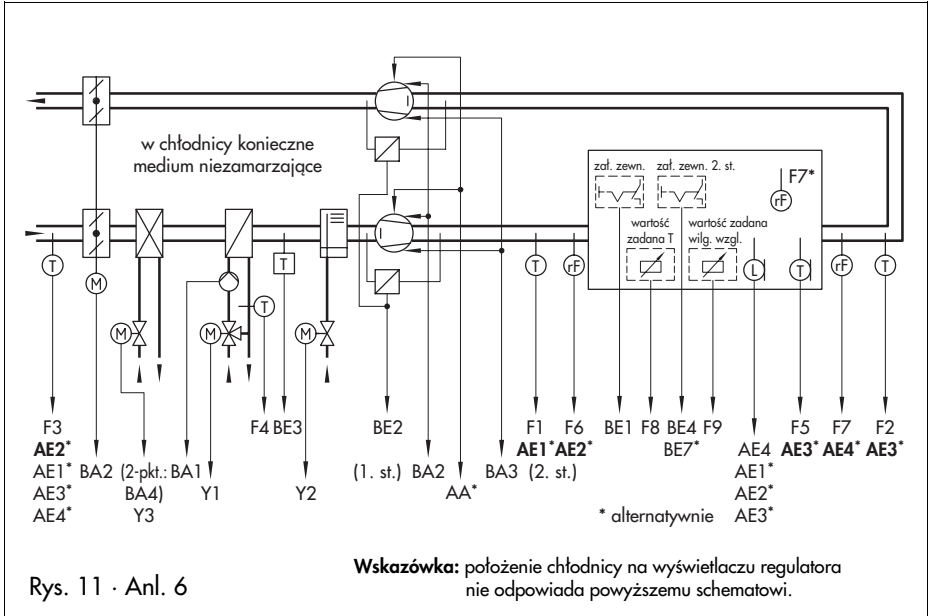 w chłodnicy konieczne
medium niezamarzające
zał. zewn.
zał. zewn. 2. st.
F7*
rF
wartość
zadana T
wartość zadana
wilg. wzgl.
L
T
T
M
T
T
rF
rF
T
M
M
T
M
F3
AE2*
AE1*
AE3*
AE4*
BA2
(2-pkt.:
BA4)
Y3
BA1
Y1
F4
BE3
Y2
BE2
(1. st.)
BA2
AA*
BA3
(2. st.)
F1
AE1*
F6
AE2*
BE1
F8
BE4
BE7*
F9
AE4
AE1*
AE2*
AE3*
F5
AE3*
F7
AE4*
F2
AE3*
* alternatywnie
Rys. 11 · Anl. 6
Wskazówka: położenie chłodnicy na wyświetlaczu regulatora
nie odpowiada powyższemu schematowi.